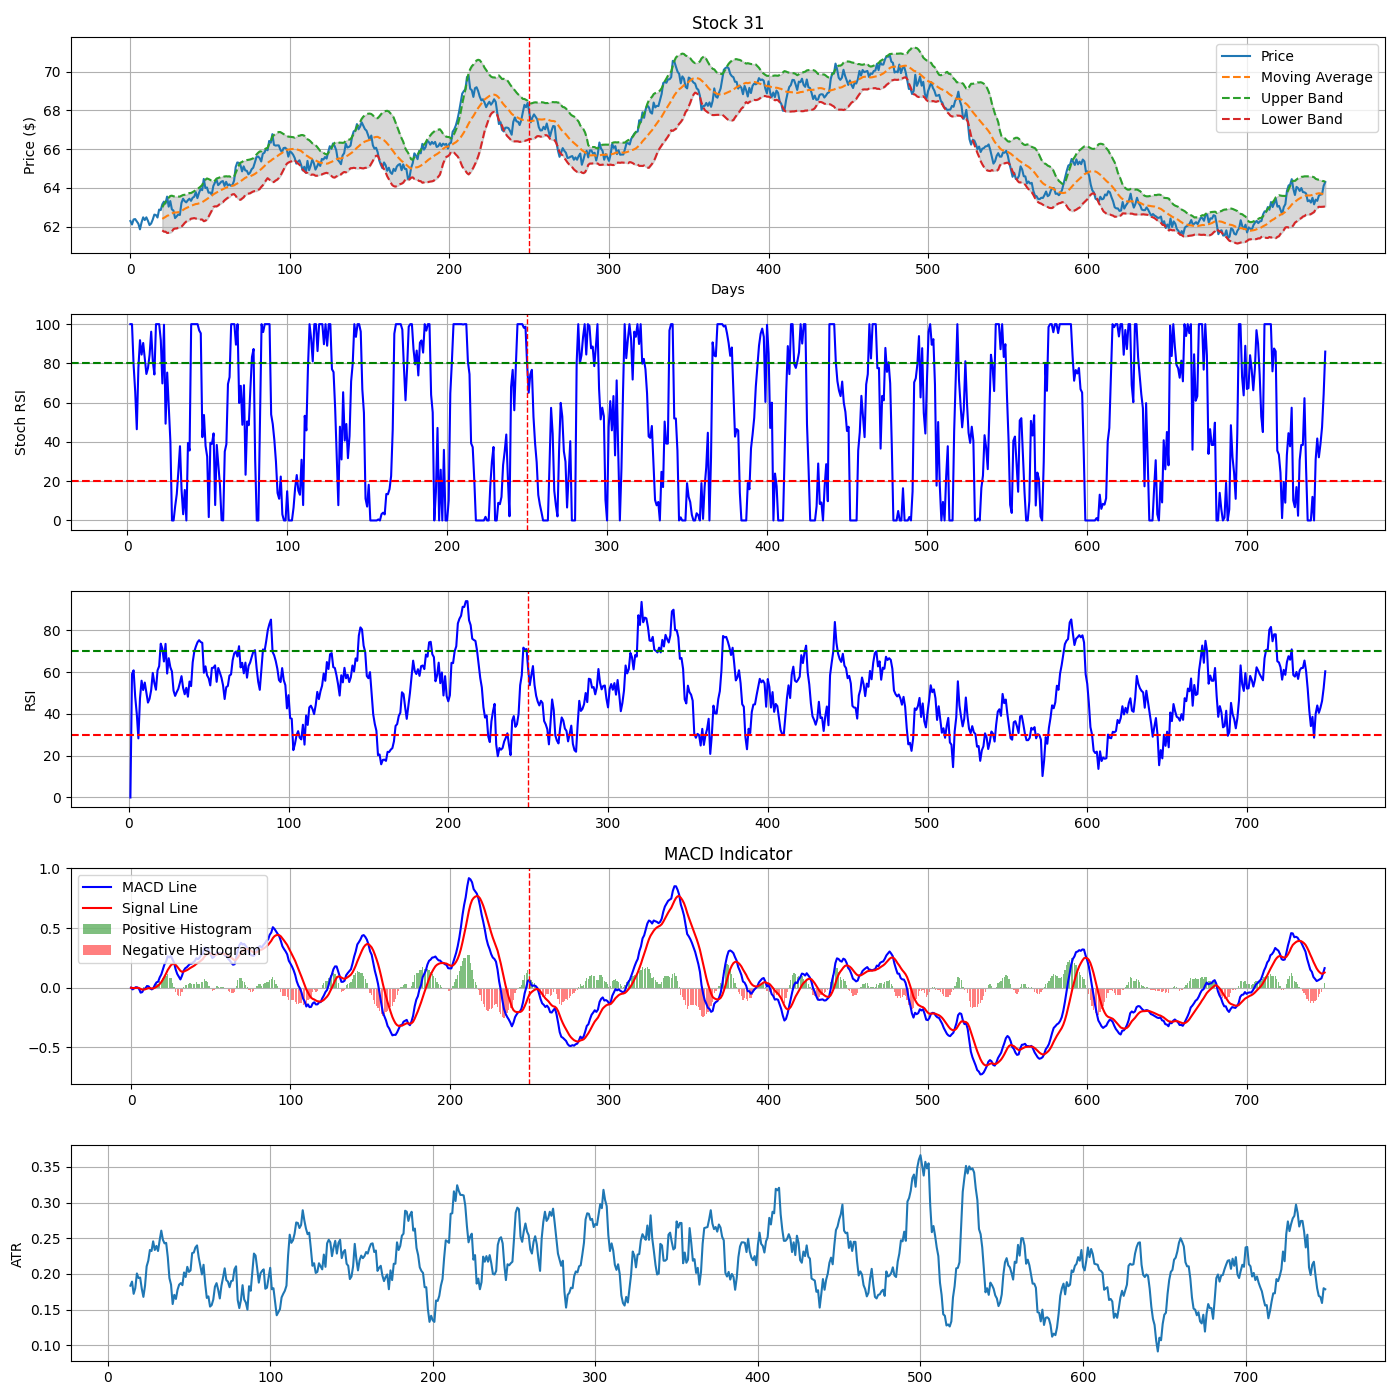 Stock 31
Price ($)
70
68
66
64
62
Price
Moving Average
Upper Band
Lower Band
0 100 200 300 400 500 600 700
Days
Stoch RSI
100
80
60
40
20
0
0 100 200 300 400 500 600 700
RSI
80
60
40
20
0
0 100 200 300 400 500 600 700
MACD Indicator
1.0
0.5
0.0
−0.5
MACD Line
Signal Line
Positive Histogram
Negative Histogram
0 100 200 300 400 500 600 700
ATR
0.35
0.30
0.25
0.20
0.15
0.10
0 100 200 300 400 500 600 700